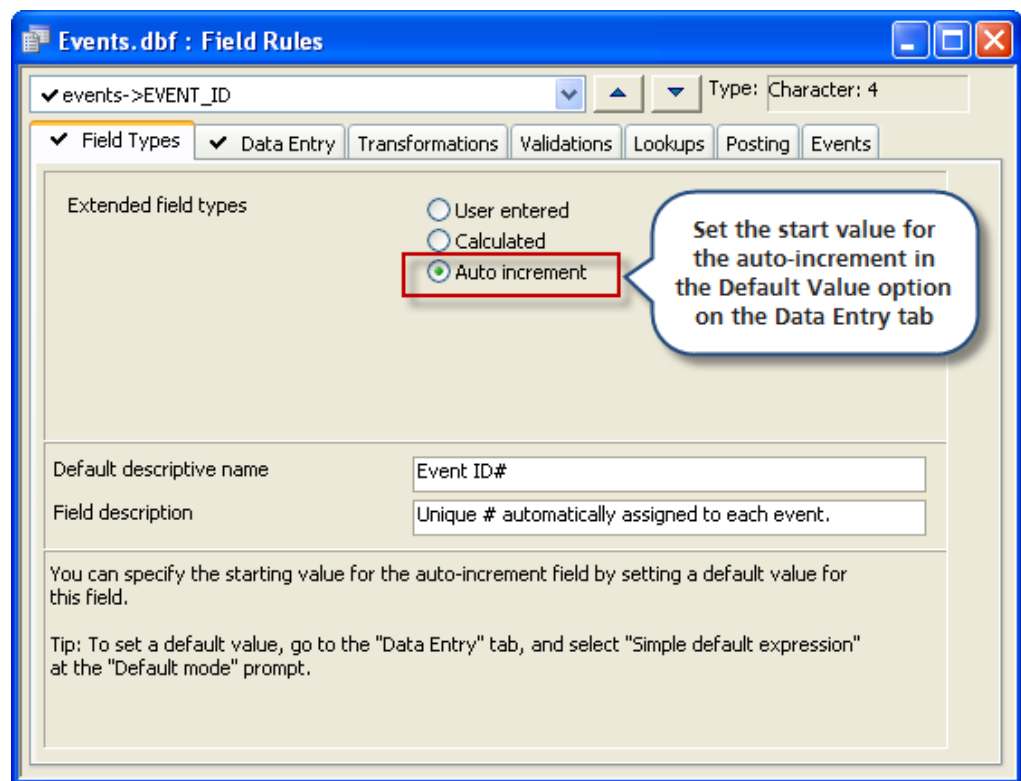 Events.dbf : Field Rules
events->EVENT_ID
Type: Character: 4
Field Types Data Entry Transformations Validations Lookups Posting Events
Extended field types
User entered
Calculated
Auto increment
Set the start value for
the auto-increment in
the Default Value option
on the Data Entry tab
Default descriptive name
Event ID#
Field description
Unique # automatically assigned to each event.
You can specify the starting value for the auto-increment field by setting a default value for
this field.
Tip: To set a default value, go to the "Data Entry" tab, and select "Simple default expression"
at the "Default mode" prompt.